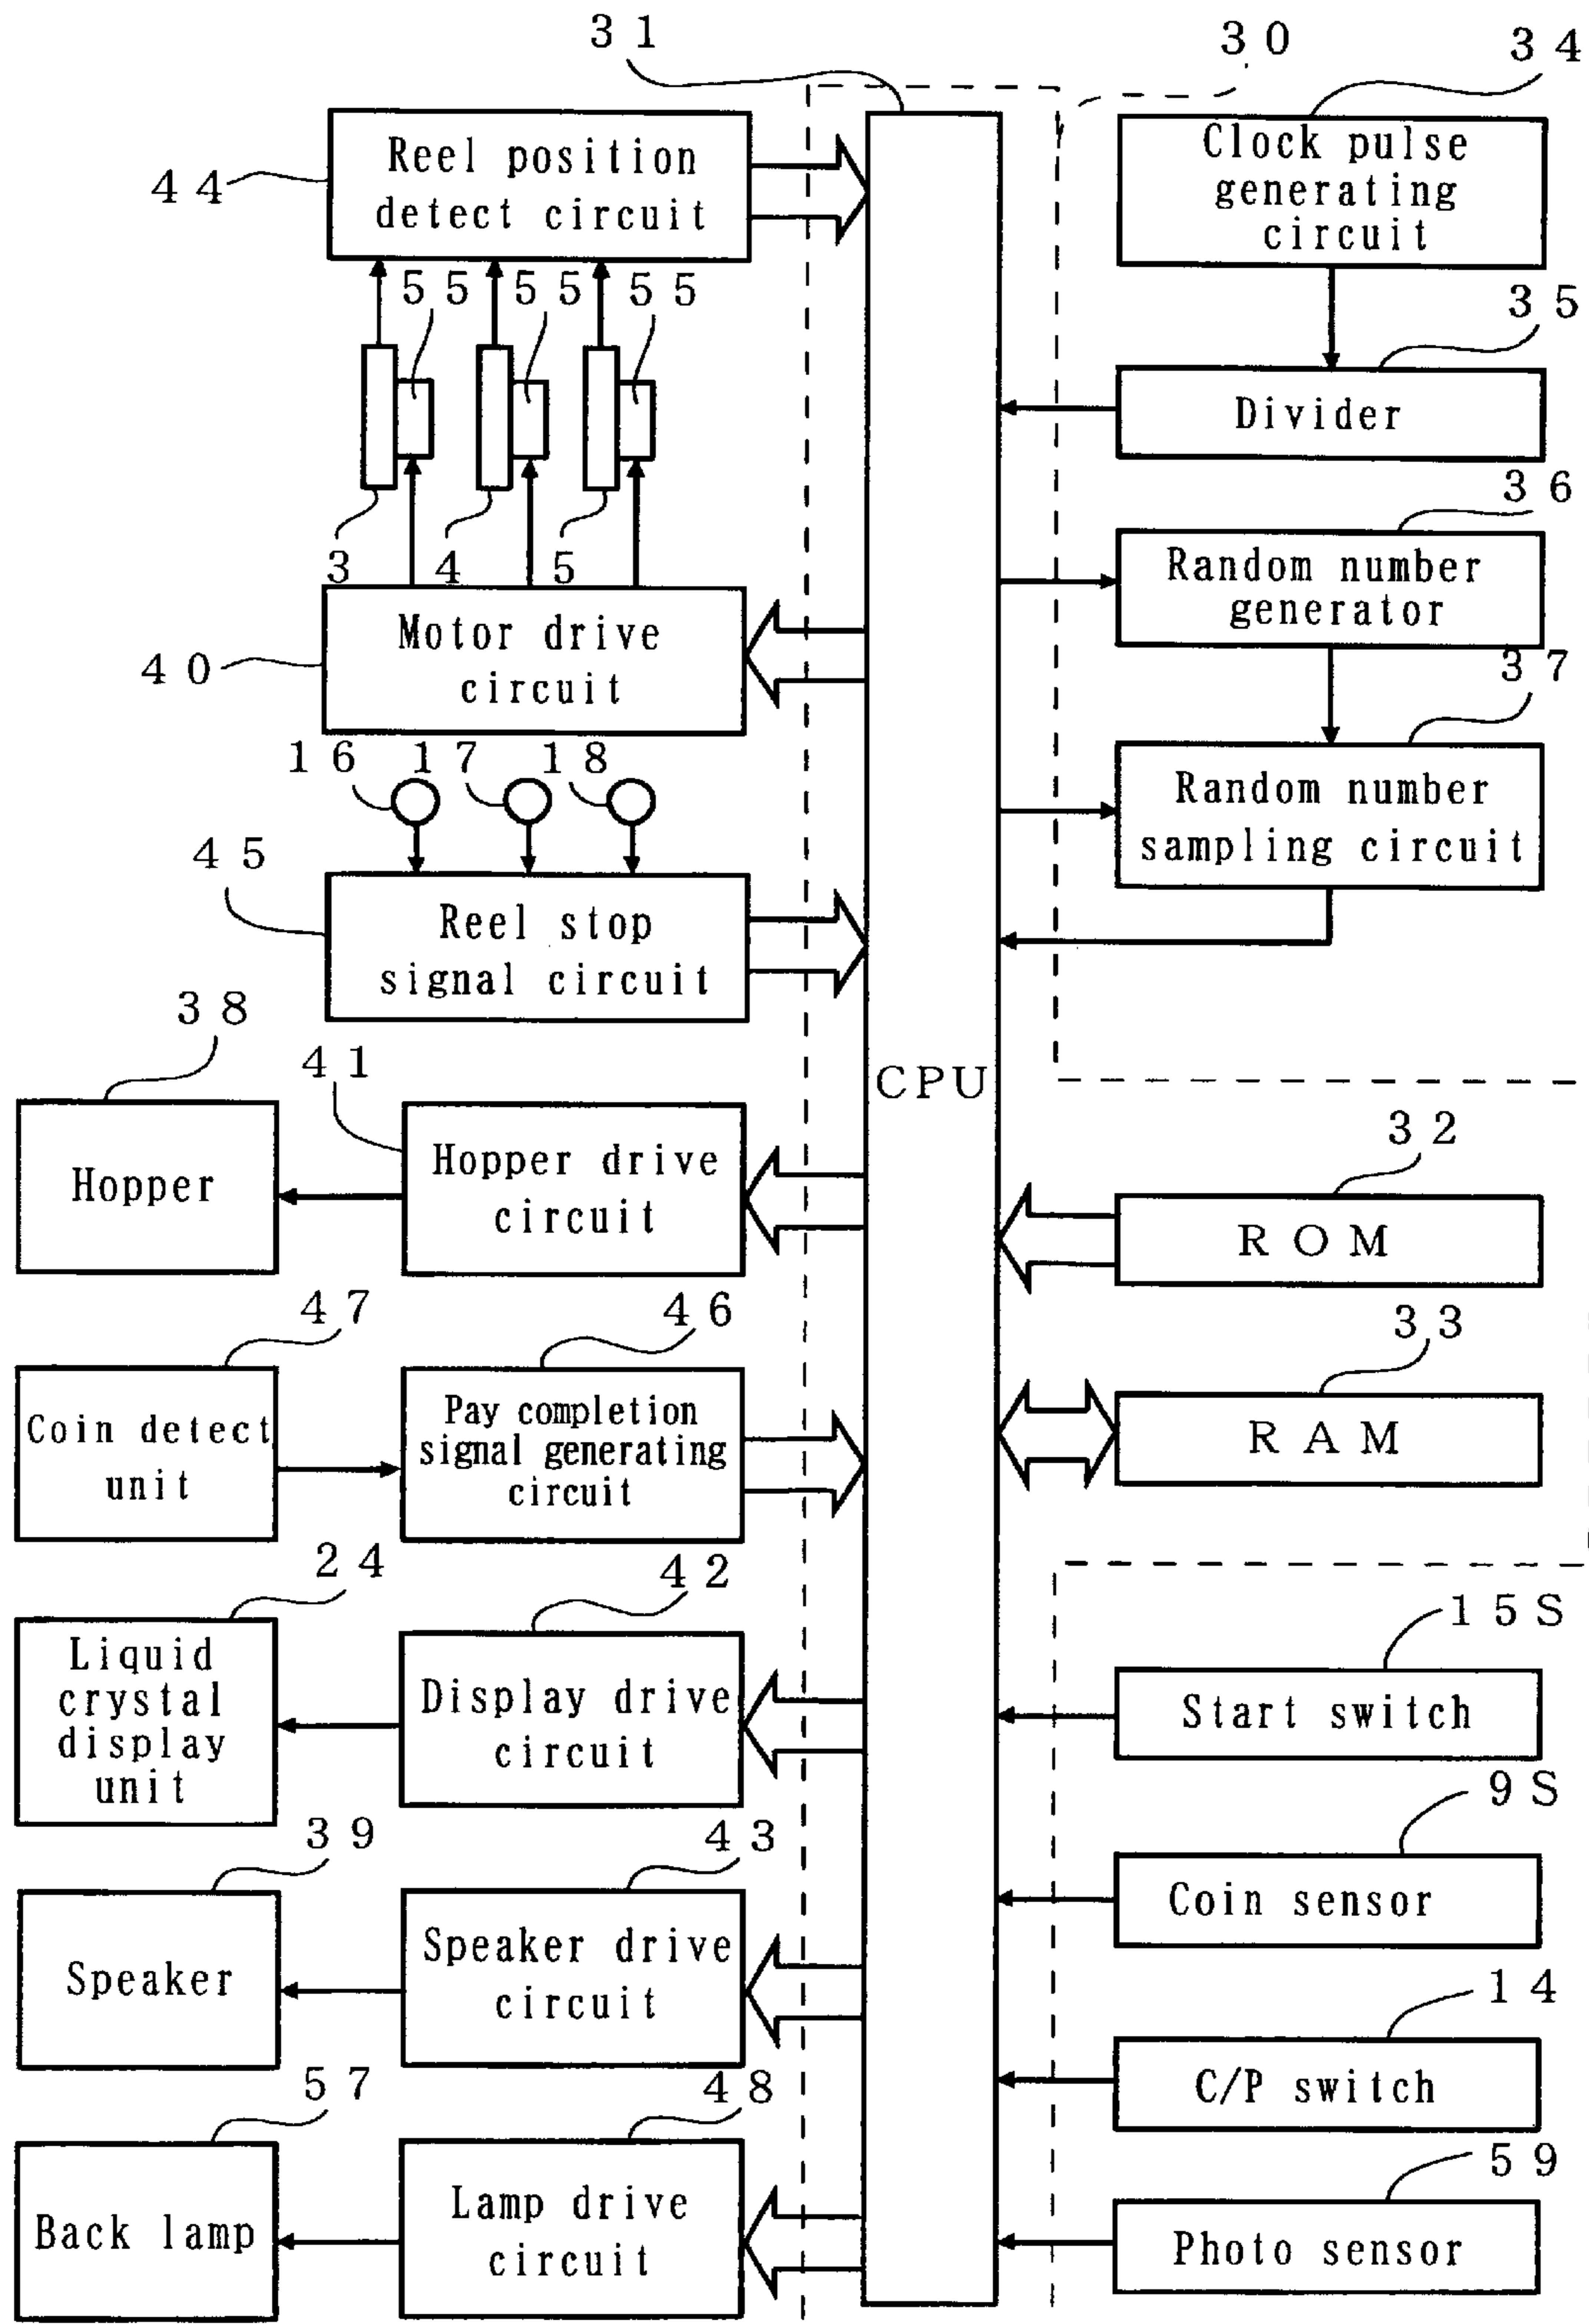 31
30
34
Reel position
detect circuit
44
Clock pulse
generating
circuit
55 55 55
35
Divider
3 4 5
36
Random number
generator
Motor drive
circuit
40
37
16 17 18
Random number
sampling circuit
45
Reel stop
signal circuit
38
41
CPU
Hopper
Hopper drive
circuit
32
ROM
47
46
33
Coin detect
unit
Pay completion
signal generating
circuit
RAM
24
42
15S
Liquid
crystal
display
unit
Display drive
circuit
Start switch
9S
39
43
Coin sensor
Speaker
Speaker drive
circuit
14
C/P switch
57
48
59
Back lamp
Lamp drive
circuit
Photo sensor